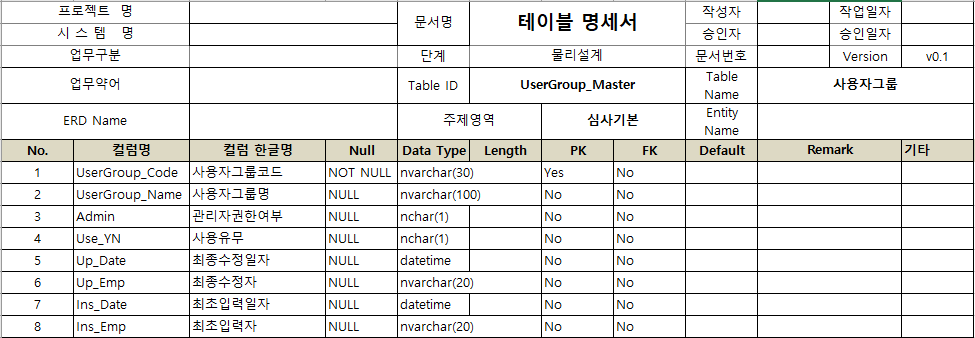 프로젝트 명 문서명 테이블 명세서 작성자 작업일자
시 스 템 명 승인자 승인일자
업무구분 단계 물리설계 문서번호 Version v0.1
업무약어 Table ID UserGroup_Master Table Name 사용자그룹
ERD Name 주제영역 심사기본 Entity Name
No. 컬럼명 컬럼 한글명 Null Data Type Length PK FK Default Remark 기타
1 UserGroup_Code 사용자그룹코드 NOT NULL nvarchar(30) Yes No
2 UserGroup_Name 사용자그룹명 NULL nvarchar(100) No No
3 Admin 관리자권한여부 NULL nchar(1) No No
4 Use_YN 사용유무 NULL nchar(1) No No
5 Up_Date 최종수정일자 NULL datetime No No
6 Up_Emp 최종수정자 NULL nvarchar(20) No No
7 Ins_Date 최초입력일자 NULL datetime No No
8 Ins_Emp 최초입력자 NULL nvarchar(20) No No